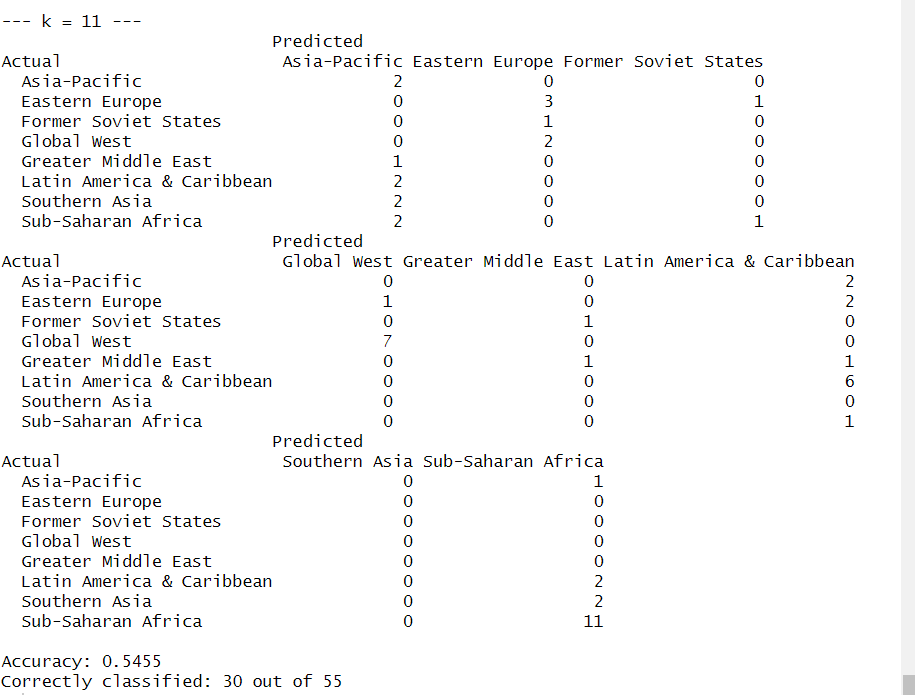 --- k = 11 ---
Predicted
Actual Asia-Pacific Eastern Europe Former Soviet States
Asia-Pacific 2 0 0
Eastern Europe 0 3 1
Former Soviet States 0 1 0
Global West 0 2 0
Greater Middle East 1 0 0
Latin America & Caribbean 2 0 0
Southern Asia 2 0 0
Sub-Saharan Africa 2 0 1
Predicted
Actual Global West Greater Middle East Latin America & Caribbean
Asia-Pacific 0 0 2
Eastern Europe 1 0 2
Former Soviet States 0 1 0
Global West 7 0 0
Greater Middle East 0 1 1
Latin America & Caribbean 0 0 6
Southern Asia 0 0 0
Sub-Saharan Africa 0 0 1
Predicted
Actual Southern Asia Sub-Saharan Africa
Asia-Pacific 0 1
Eastern Europe 0 0
Former Soviet States 0 0
Global West 0 0
Greater Middle East 0 0
Latin America & Caribbean 0 2
Southern Asia 0 2
Sub-Saharan Africa 0 11
Accuracy: 0.5455
Correctly classified: 30 out of 55